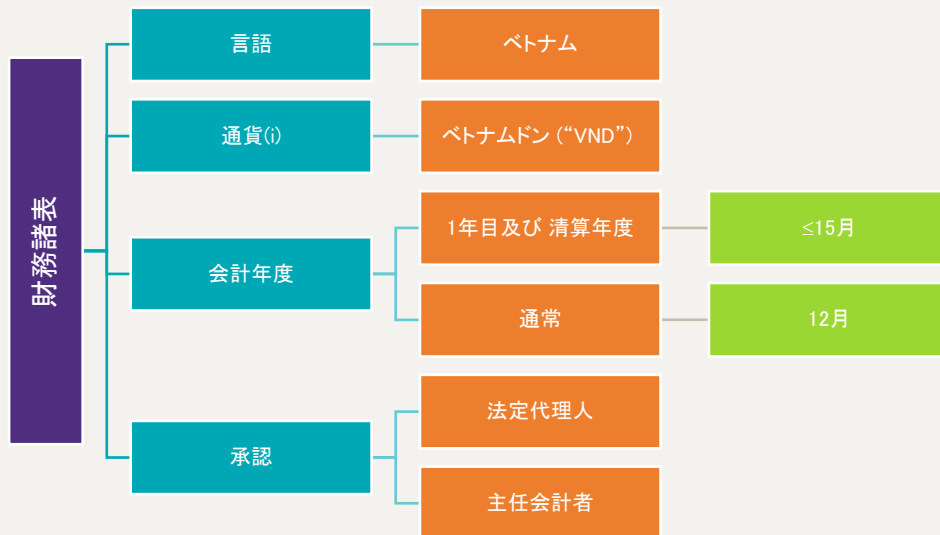 財務諸表
言語
ベトナム
通貨(i)
ベトナムドン (“VND”)
会計年度
1年目及び 清算年度
≦15月
通常
12月
承認
法定代理人
主任会計者